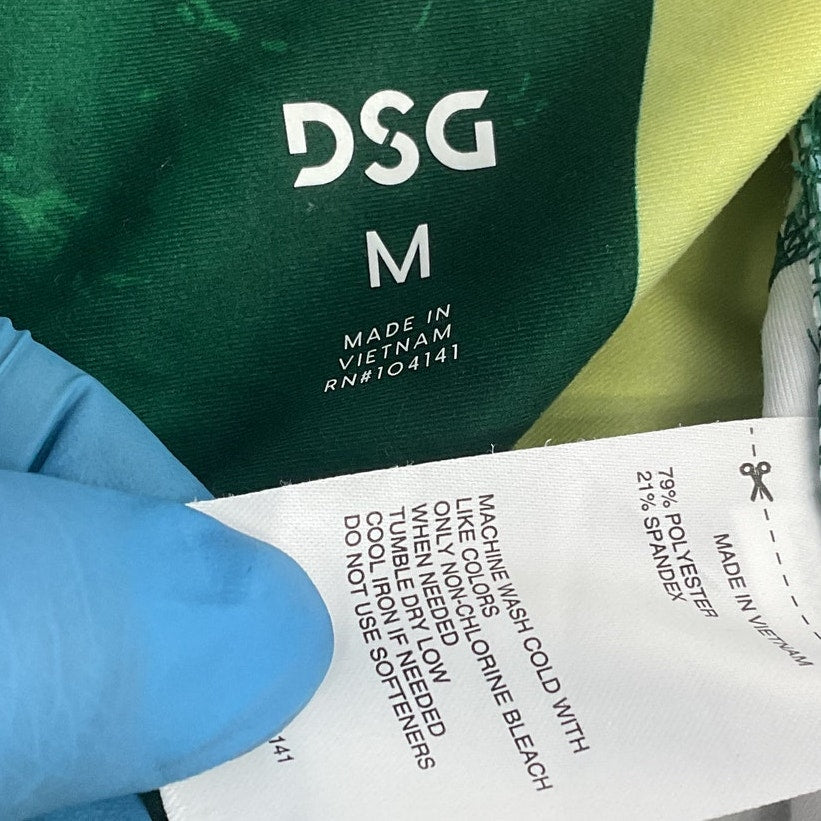 DSG
M
MADE IN
VIETNAM
RN#104141
MADE IN VIETNAM
79% POLYESTER
21% SPANDEX
MACHINE WASH COLD WITH
LIKE COLORS
ONLY NON-CHLORINE BLEACH
WHEN NEEDED
TUMBLE DRY LOW
COOL IRON IF NEEDED
DO NOT USE SOFTENERS
141